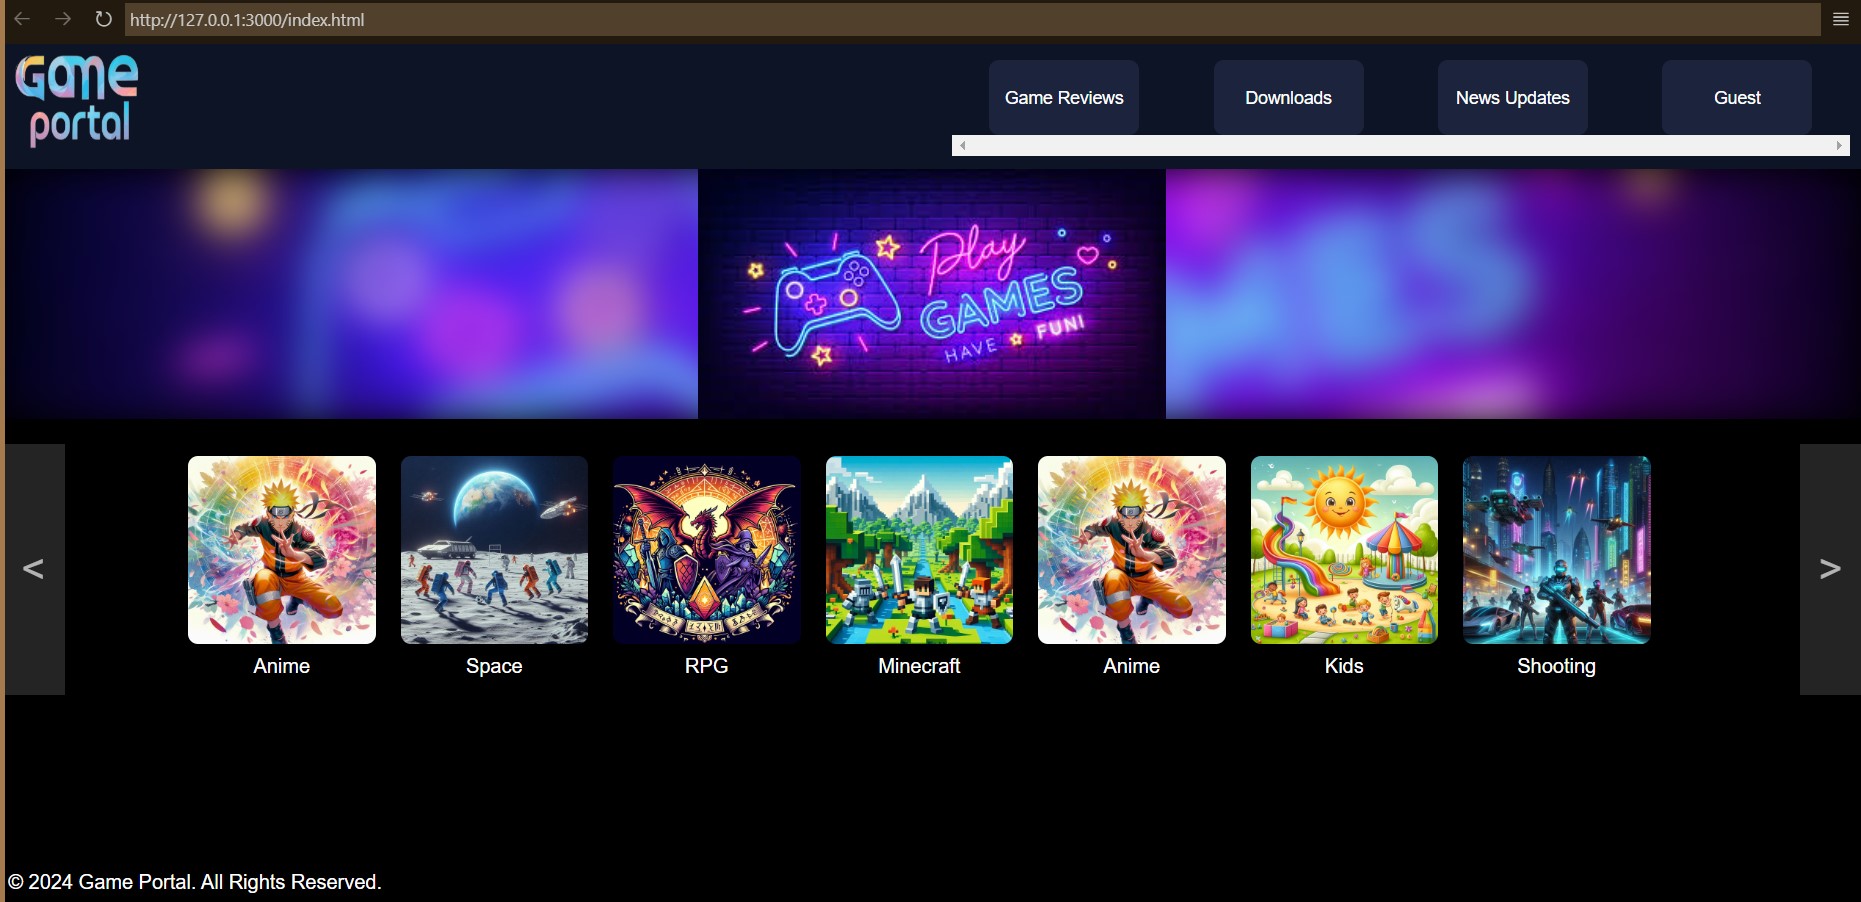 http://127.0.0.1:3000/index.html
Game
portal
Game Reviews
Downloads
News Updates
Guest
Play
GAMES
HAVE FUN!
<
>
Anime
Space
RPG
Minecraft
Anime
Kids
Shooting
© 2024 Game Portal. All Rights Reserved.